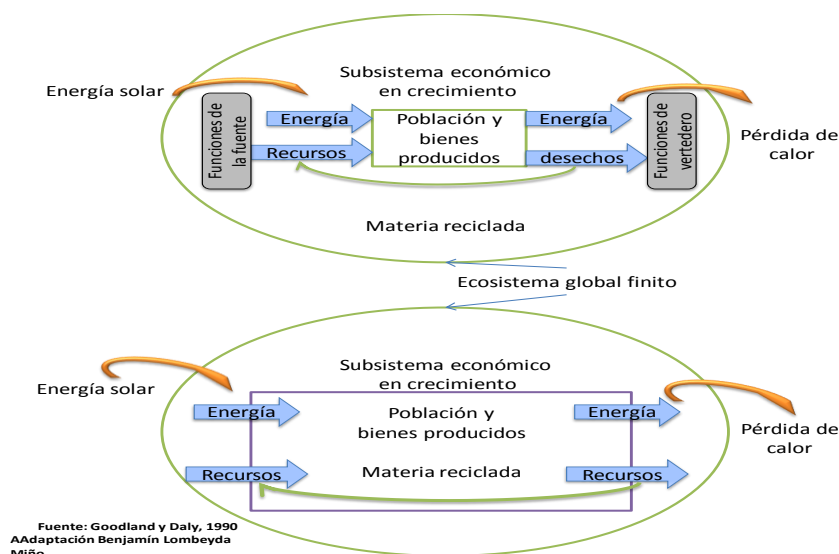 Energía solar
Subsistema económico
en crecimiento
Funciones de
la fuente
Energía
Recursos
Población y
bienes
producidos
Energía
desechos
Funciones de
vertedero
Pérdida de
calor
Materia reciclada
Ecosistema global finito
Energía solar
Subsistema económico
en crecimiento
Energía
Población y
bienes producidos
Energía
Recursos
Materia reciclada
Recursos
Pérdida de
calor
Fuente: Goodland y Daly, 1990
AAdaptación Benjamín Lombeyda
Miño